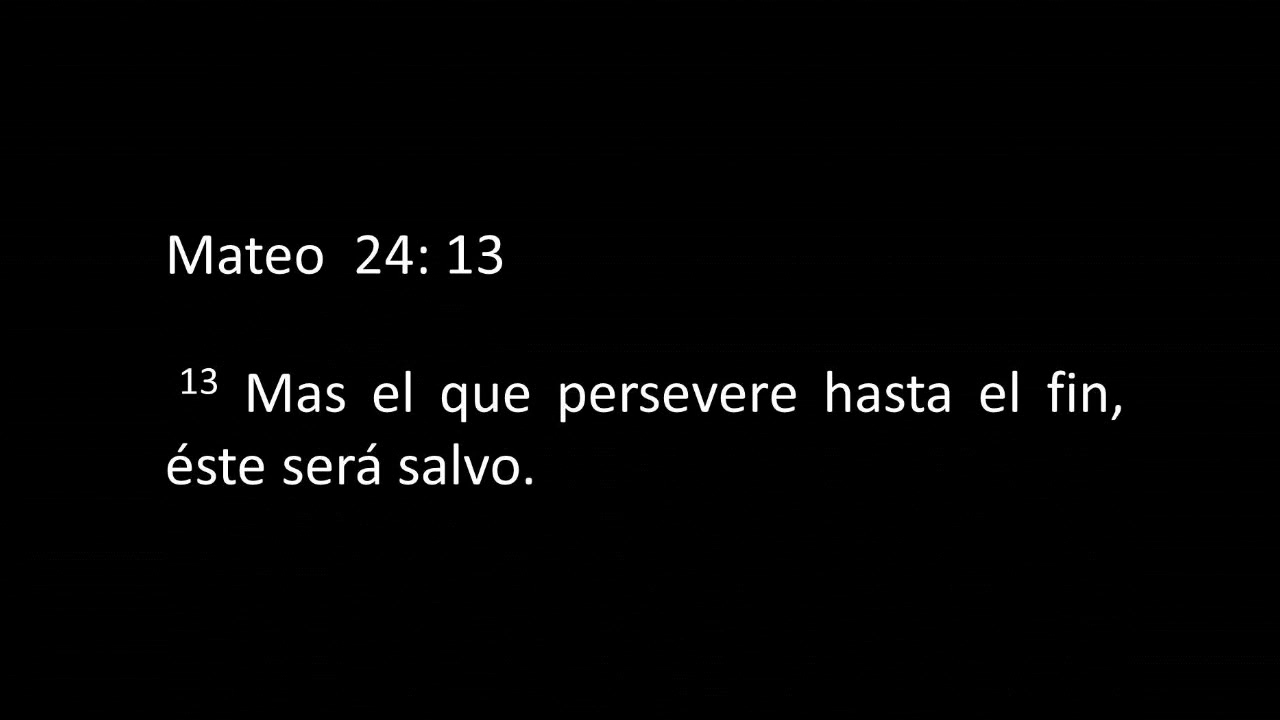 Mateo 24: 13
13 Mas el que persevere hasta el fin,
éste será salvo.